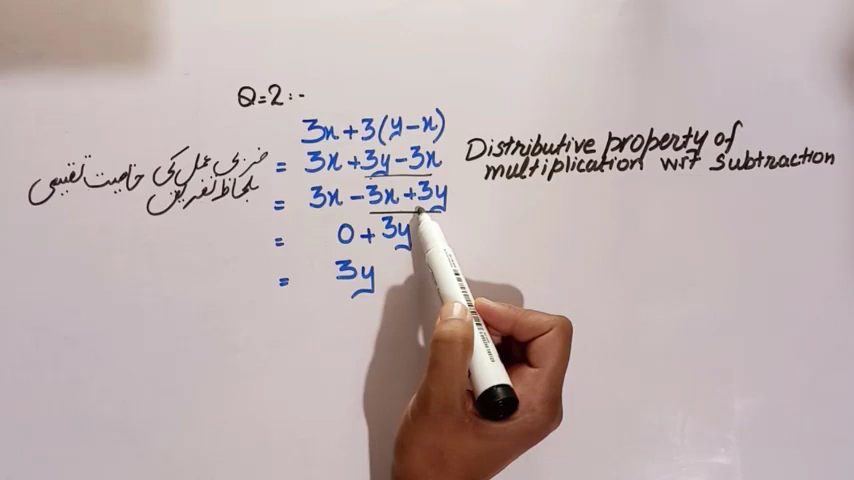 Q=2:-
3x+3(y-x)
= 3x+3y-3x
Distributive property of
multiplication wrt subtraction
ضربی عمل کی خاصیت تقسیمی
بلحاظ تفریق
= 3x-3x+3y
= 0+3y
= 3y